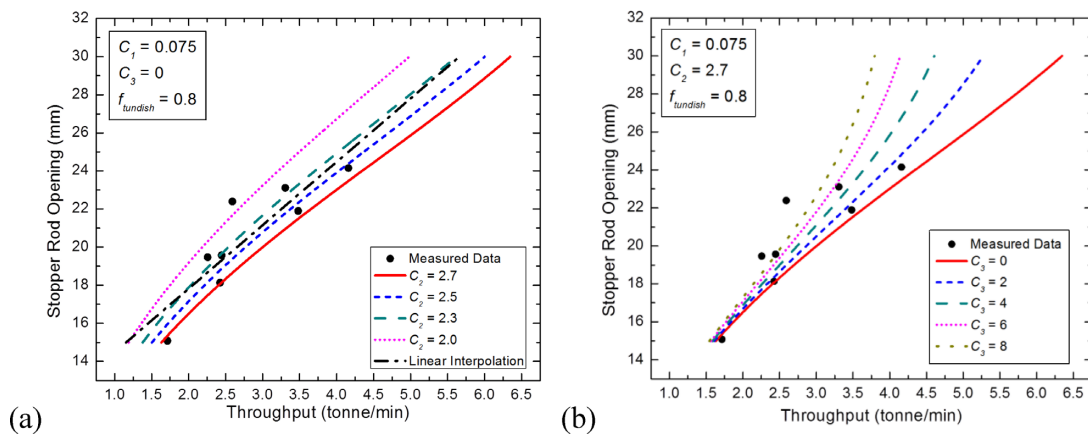 (a)
C1 = 0.075
C3 = 0
ftundish = 0.8
Stopper Rod Opening (mm)
32
30
28
26
24
22
20
18
16
14
Measured Data
C2 = 2.7
C2 = 2.5
C2 = 2.3
C2 = 2.0
Linear Interpolation
1.0 1.5 2.0 2.5 3.0 3.5 4.0 4.5 5.0 5.5 6.0 6.5
Throughput (tonne/min)
(b)
C1 = 0.075
C2 = 2.7
ftundish = 0.8
Stopper Rod Opening (mm)
32
30
28
26
24
22
20
18
16
14
Measured Data
C3 = 0
C3 = 2
C3 = 4
C3 = 6
C3 = 8
1.0 1.5 2.0 2.5 3.0 3.5 4.0 4.5 5.0 5.5 6.0 6.5
Throughput (tonne/min)